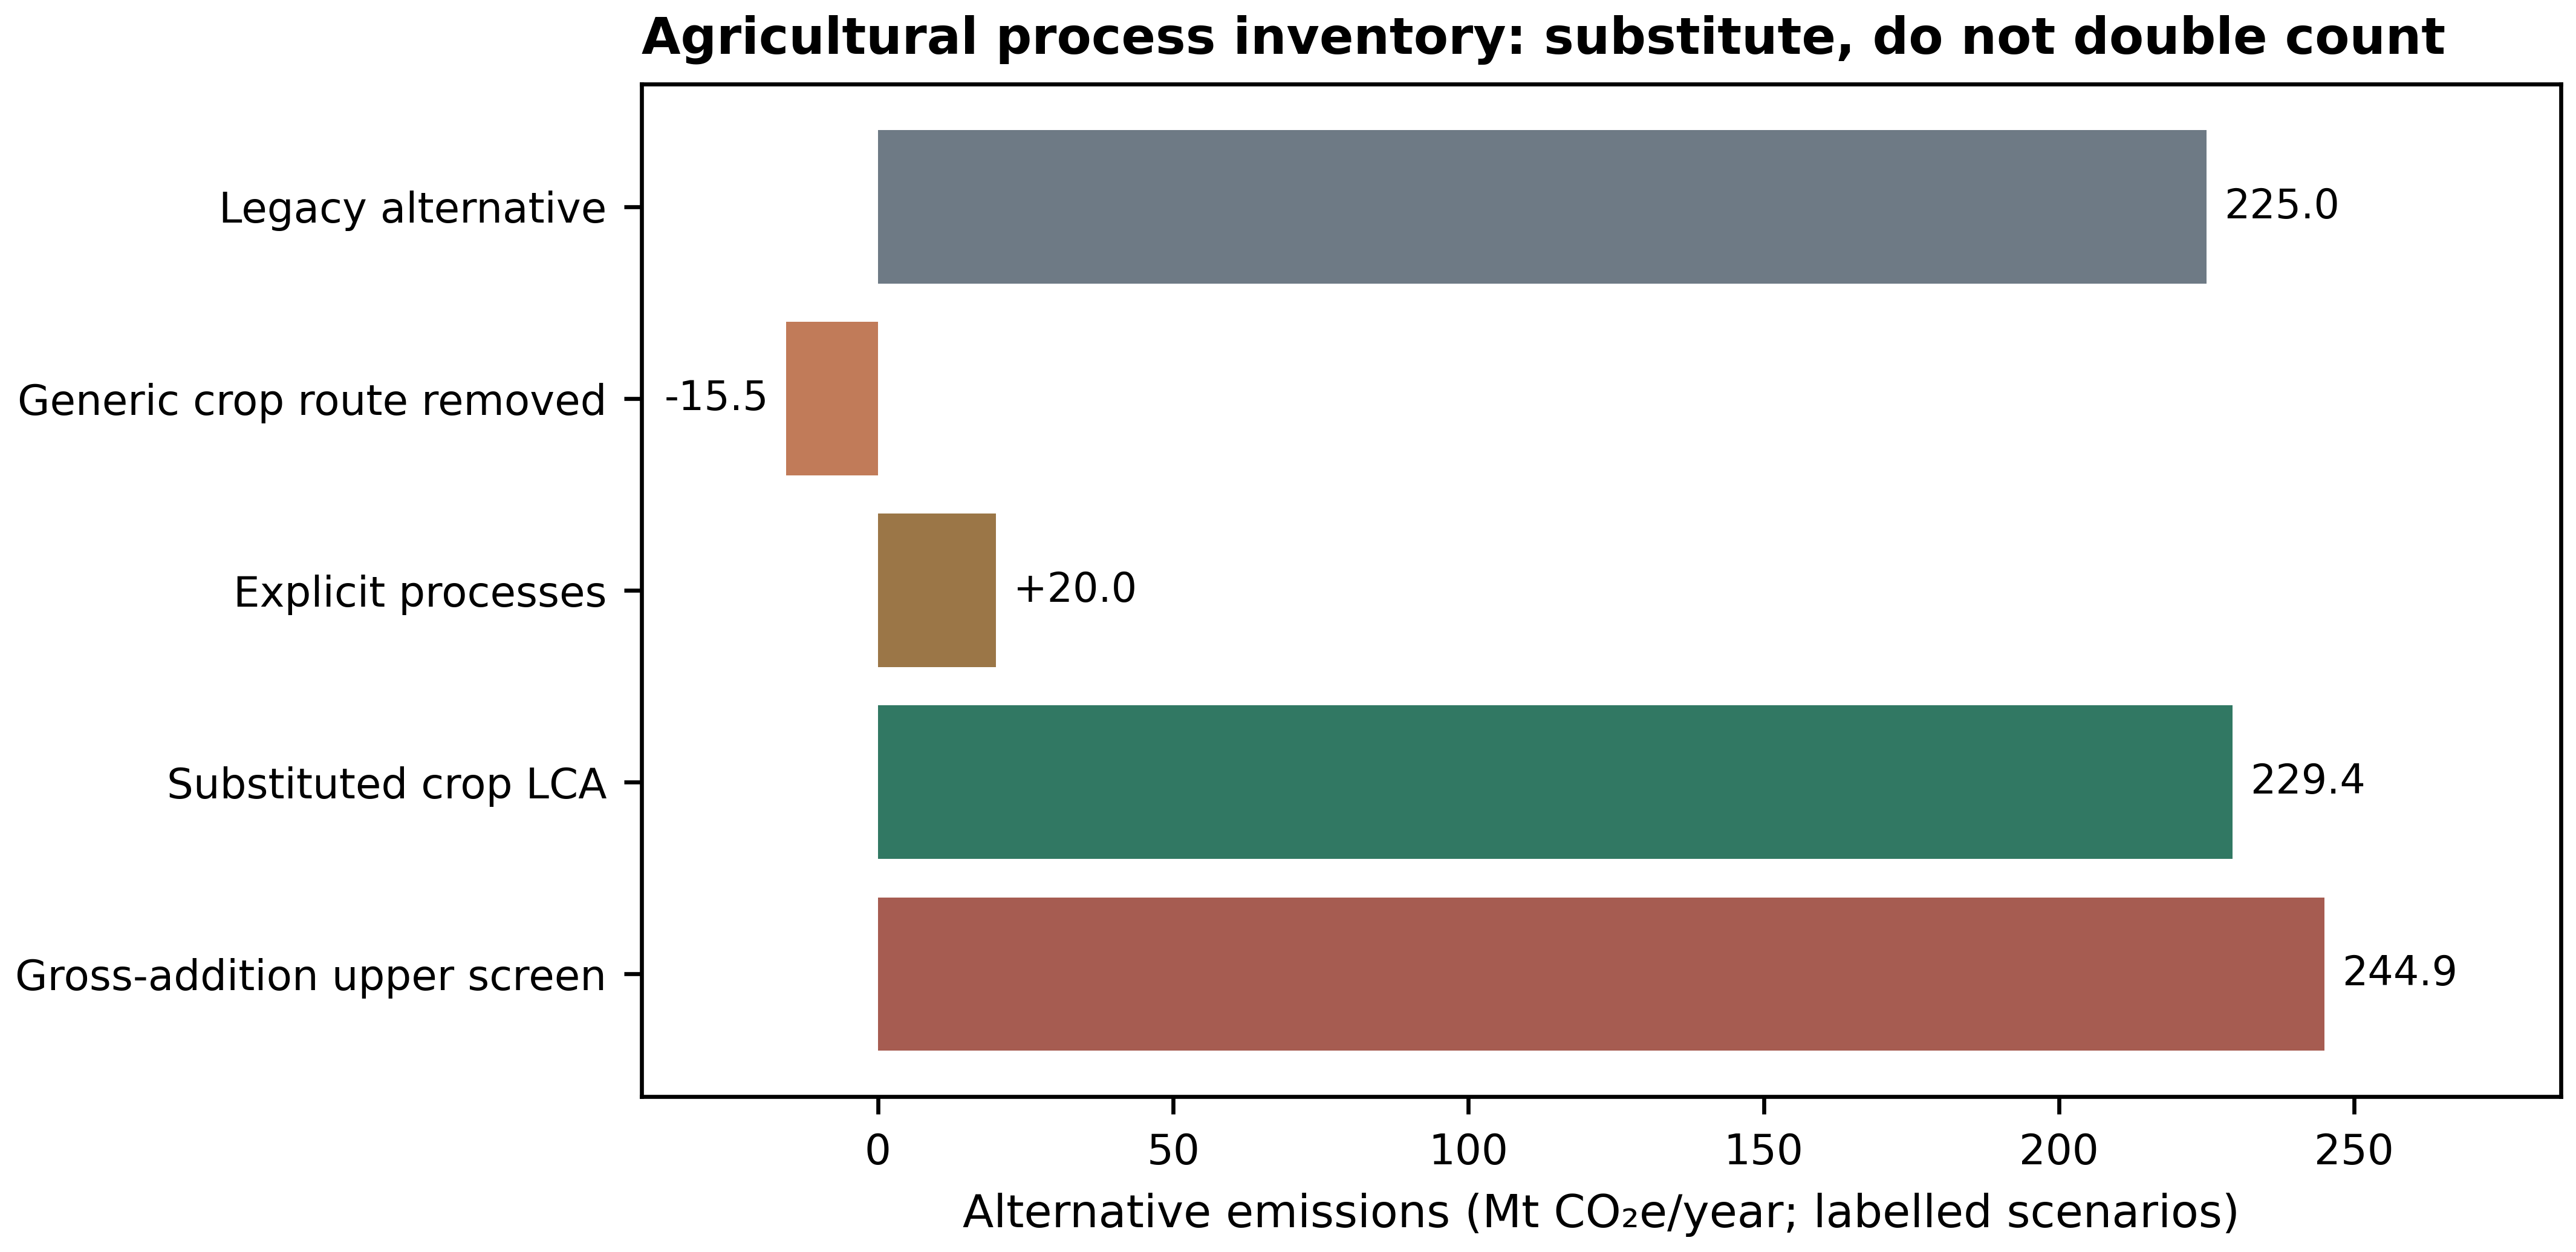 Agricultural process inventory: substitute, do not double count
Legacy alternative
225.0
Generic crop route removed
-15.5
Explicit processes
+20.0
Substituted crop LCA
229.4
Gross-addition upper screen
244.9
0 50 100 150 200 250
Alternative emissions (Mt CO₂e/year; labelled scenarios)